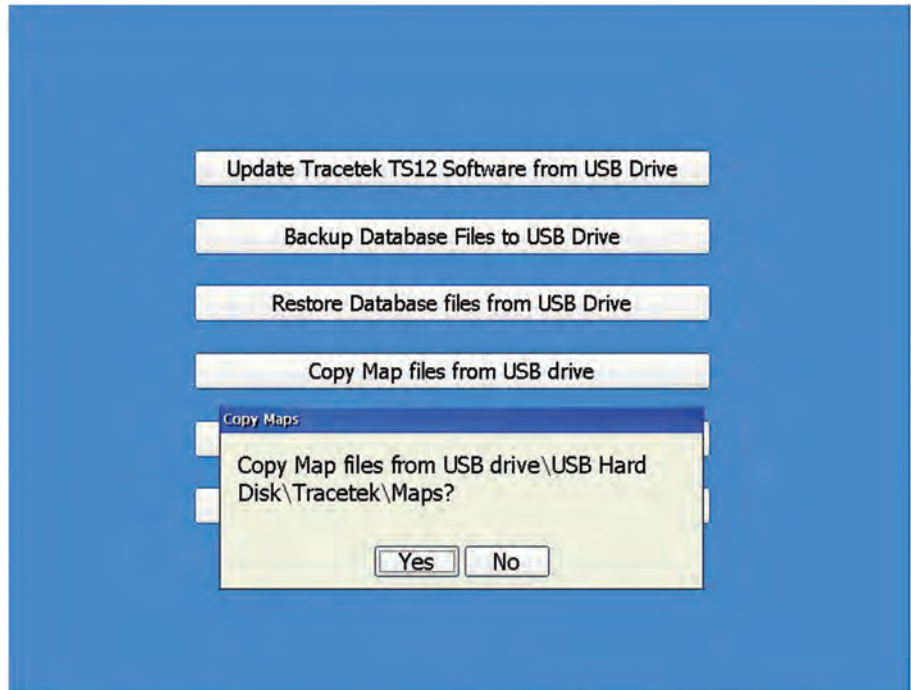 Update Tracetek TS12 Software from USB Drive
Backup Database Files to USB Drive
Restore Database files from USB Drive
Copy Map files from USB drive
Copy Maps
Copy Map files from USB drive\USB Hard
Disk\Tracetek\Maps?
Yes No